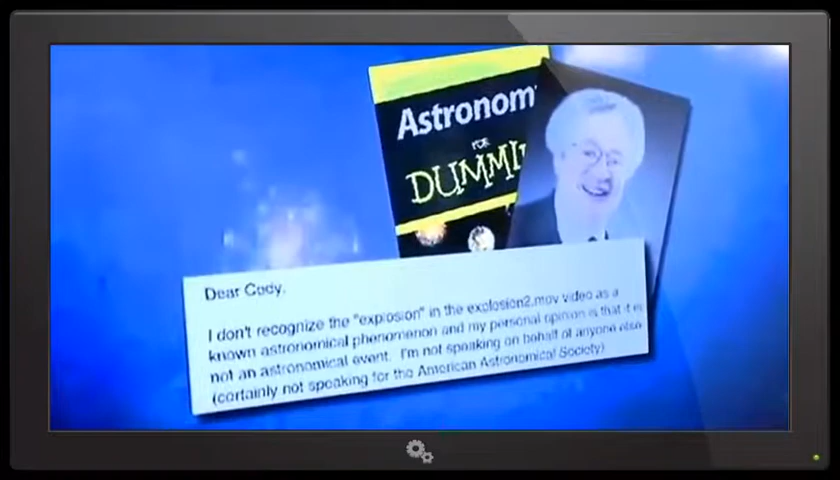 Astronom
FOR
DUMMI
Dear Cody,
I don't recognize the "explosion" in the explosion2.mov video as a
known astronomical phenomenon and my personal opinion is that it is
not an astronomical event. I'm not speaking on behalf of anyone else
(certainly not speaking for the American Astronomical Society)